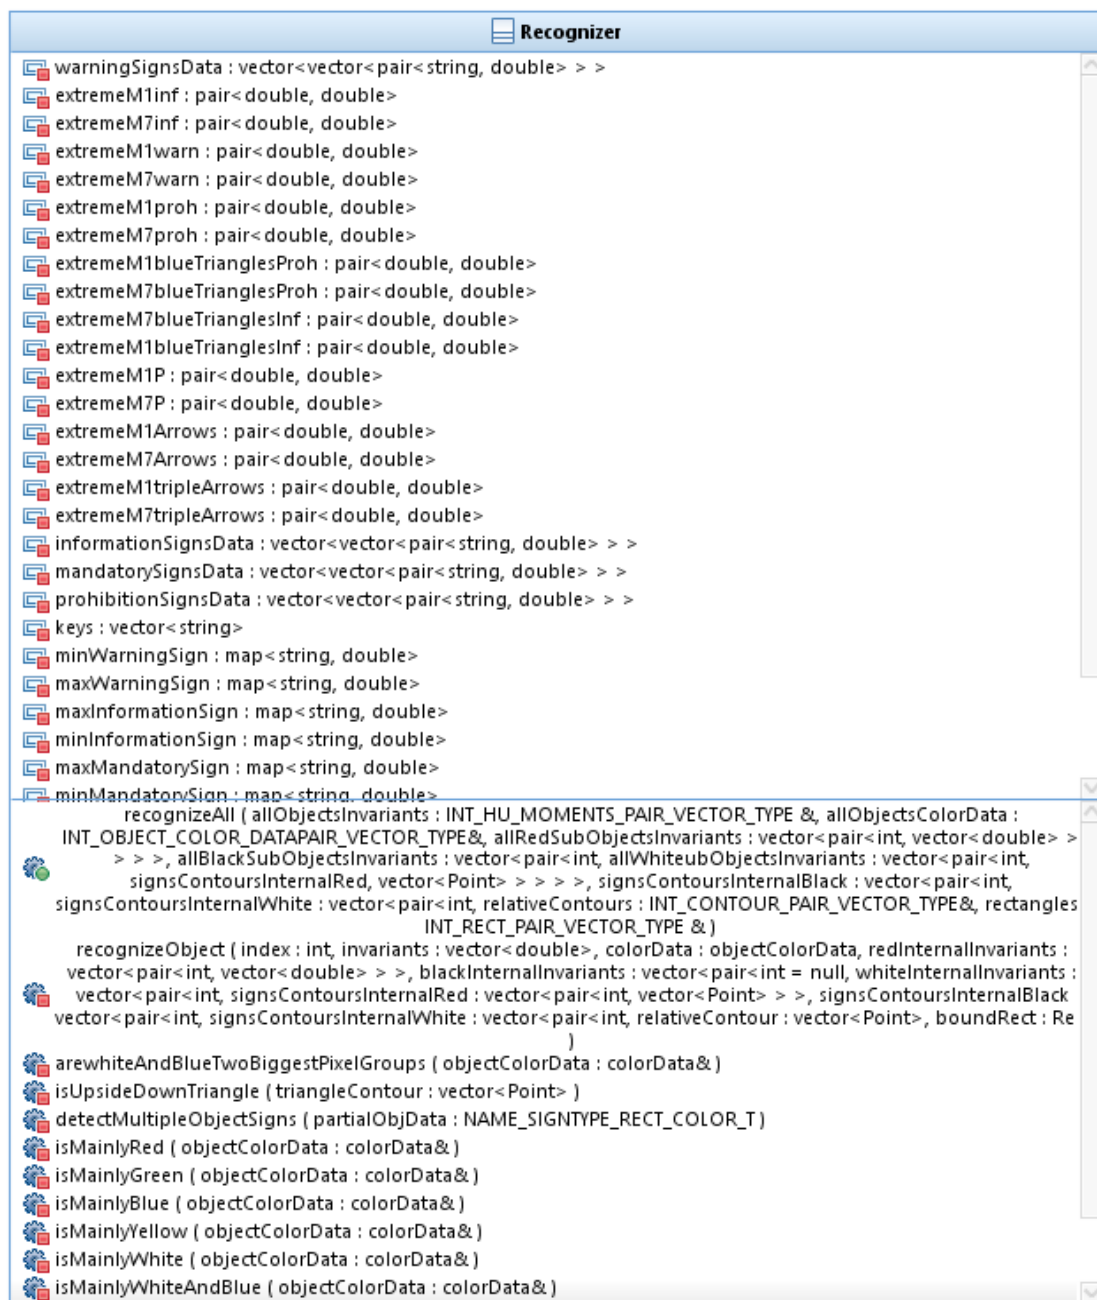 Recognizer
warningSignsData : vector<vector<pair<string, double> > >
extremeM1inf : pair<double, double>
extremeM7inf : pair<double, double>
extremeM1warn : pair<double, double>
extremeM7warn : pair<double, double>
extremeM1proh : pair<double, double>
extremeM7proh : pair<double, double>
extremeM1blueTrianglesProh : pair<double, double>
extremeM7blueTrianglesProh : pair<double, double>
extremeM7blueTrianglesInf : pair<double, double>
extremeM1blueTrianglesInf : pair<double, double>
extremeM1P : pair<double, double>
extremeM7P : pair<double, double>
extremeM1Arrows : pair<double, double>
extremeM7Arrows : pair<double, double>
extremeM1tripleArrows : pair<double, double>
extremeM7tripleArrows : pair<double, double>
informationSignsData : vector<vector<pair<string, double> > >
mandatorySignsData : vector<vector<pair<string, double> > >
prohibitionSignsData : vector<vector<pair<string, double> > >
keys : vector<string>
minWarningSign : map<string, double>
maxWarningSign : map<string, double>
maxInformationSign : map<string, double>
minInformationSign : map<string, double>
maxMandatorySign : map<string, double>
minMandatorySign : map<string, double>
recognizeAll ( allObjectsInvariants : INT_HU_MOMENTS_PAIR_VECTOR_TYPE &, allObjectsColorData :
INT_OBJECT_COLOR_DATAPAIR_VECTOR_TYPE&, allRedSubObjectsInvariants : vector<pair<int, vector<double> >
> > >, allBlackSubObjectsInvariants : vector<pair<int, allWhiteubObjectsInvariants : vector<pair<int,
signsContoursInternalRed, vector<Point> > > > >, signsContoursInternalBlack : vector<pair<int,
signsContoursInternalWhite : vector<pair<int, relativeContours : INT_CONTOUR_PAIR_VECTOR_TYPE&, rectangles
INT_RECT_PAIR_VECTOR_TYPE & )
recognizeObject ( index : int, invariants : vector<double>, colorData : objectColorData, redInternalInvariants :
vector<pair<int, vector<double> > > >, blackInternalInvariants : vector<pair<int = null, whiteInternalInvariants :
vector<pair<int, signsContoursInternalRed : vector<pair<int, vector<Point> > > >, signsContoursInternalBlack
vector<pair<int, signsContoursInternalWhite : vector<pair<int, relativeContour : vector<Point>, boundRect : Re
)
arewhiteAndBlueTwoBiggestPixelGroups ( objectColorData : colorData& )
isUpsideDownTriangle ( triangleContour : vector<Point> )
detectMultipleObjectSigns ( partialObjData : NAME_SIGNTYPE_RECT_COLOR_T )
isMainlyRed ( objectColorData : colorData& )
isMainlyGreen ( objectColorData : colorData& )
isMainlyBlue ( objectColorData : colorData& )
isMainlyYellow ( objectColorData : colorData& )
isMainlyWhite ( objectColorData : colorData& )
isMainlyWhiteAndBlue ( objectColorData : colorData& )